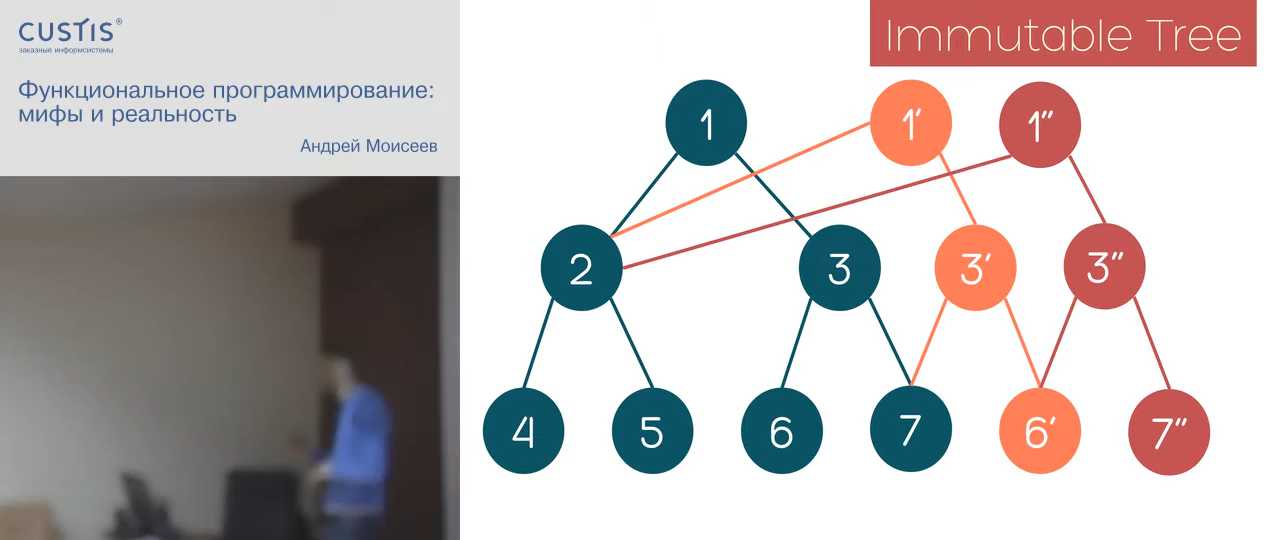 CUSTIS®
заказные информсистемы
Функциональное программирование:
мифы и реальность
Андрей Моисеев
Immutable Tree
1 1′ 1″
2 3 3′ 3″
4 5 6 7 6′ 7″